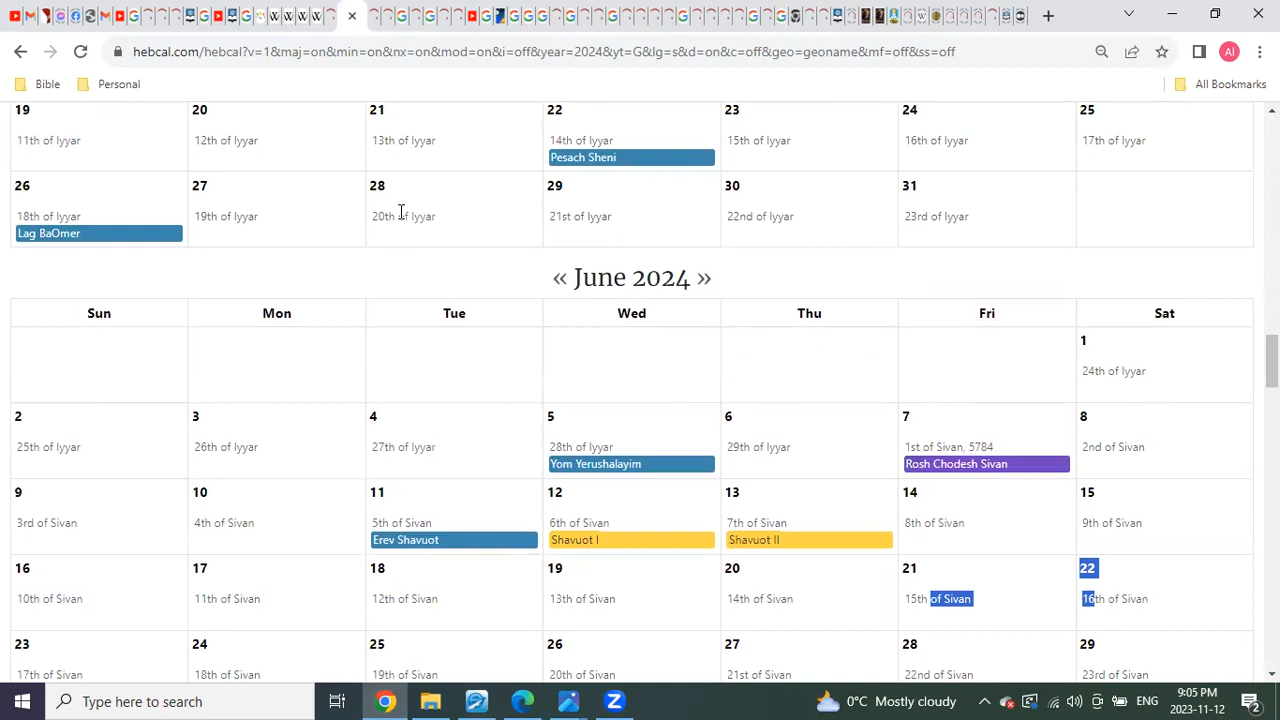 hebcal.com/hebcal?v=1&maj=on&min=on&nx=on&mod=on&i=off&year=2024&yt=G&lg=s&d=on&c=off&geo=geoname&mf=off&ss=off
AI
Bible Personal All Bookmarks
19 20 21 22 23 24 25
11th of Iyyar 12th of Iyyar 13th of Iyyar 14th of Iyyar 15th of Iyyar 16th of Iyyar 17th of Iyyar
Pesach Sheni
26 27 28 29 30 31
18th of Iyyar 19th of Iyyar 20th of Iyyar 21st of Iyyar 22nd of Iyyar 23rd of Iyyar
Lag BaOmer
« June 2024 »
Sun Mon Tue Wed Thu Fri Sat
1
24th of Iyyar
2 3 4 5 6 7 8
25th of Iyyar 26th of Iyyar 27th of Iyyar 28th of Iyyar 29th of Iyyar 1st of Sivan, 5784 2nd of Sivan
Yom Yerushalayim Rosh Chodesh Sivan
9 10 11 12 13 14 15
3rd of Sivan 4th of Sivan 5th of Sivan 6th of Sivan 7th of Sivan 8th of Sivan 9th of Sivan
Erev Shavuot Shavuot I Shavuot II
16 17 18 19 20 21 22
10th of Sivan 11th of Sivan 12th of Sivan 13th of Sivan 14th of Sivan 15th of Sivan 16th of Sivan
23 24 25 26 27 28 29
17th of Sivan 18th of Sivan 19th of Sivan 20th of Sivan 21st of Sivan 22nd of Sivan 23rd of Sivan
Type here to search 0°C Mostly cloudy ENG 9:05 PM
2023-11-12 2